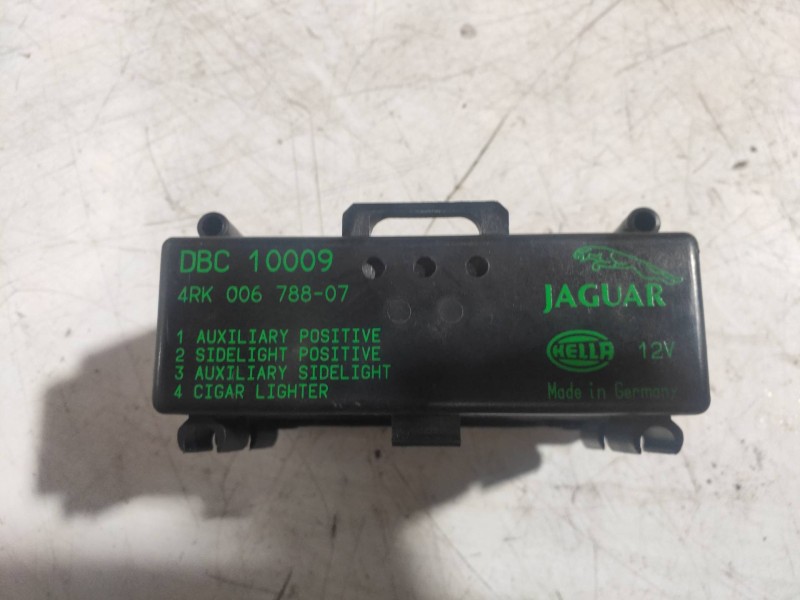 DBC 10009
4RK 006 788-07
1 AUXILIARY POSITIVE
2 SIDELIGHT POSITIVE
3 AUXILIARY SIDELIGHT
4 CIGAR LIGHTER
JAGUAR
HELLA 12V
Made in Germany